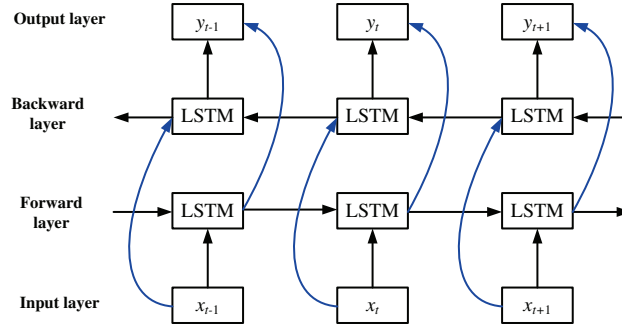 Output layer
y_{t-1}
y_t
y_{t+1}
Backward
layer
LSTM
LSTM
LSTM
Forward
layer
LSTM
LSTM
LSTM
Input layer
x_{t-1}
x_t
x_{t+1}